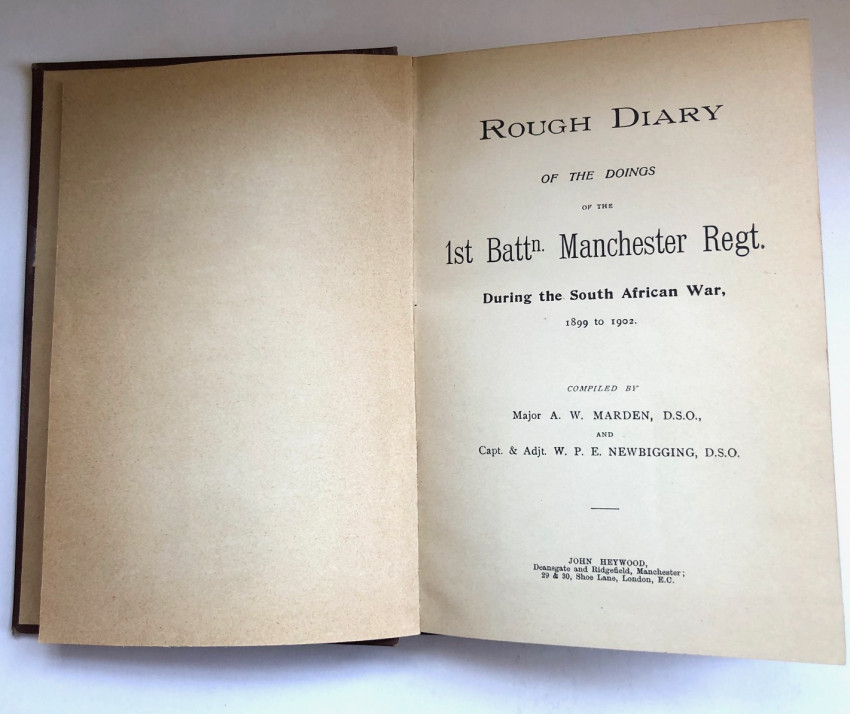 ROUGH DIARY
OF THE DOINGS
OF THE
1st Battn. Manchester Regt.
During the South African War,
1899 to 1902.
COMPILED BY
Major A. W. MARDEN, D.S.O.,
AND
Capt. & Adjt. W. P. E. NEWBIGGING, D.S.O.
JOHN HEYWOOD,
Deansgate and Ridgefield, Manchester;
29 & 30, Shoe Lane, London, E.C.